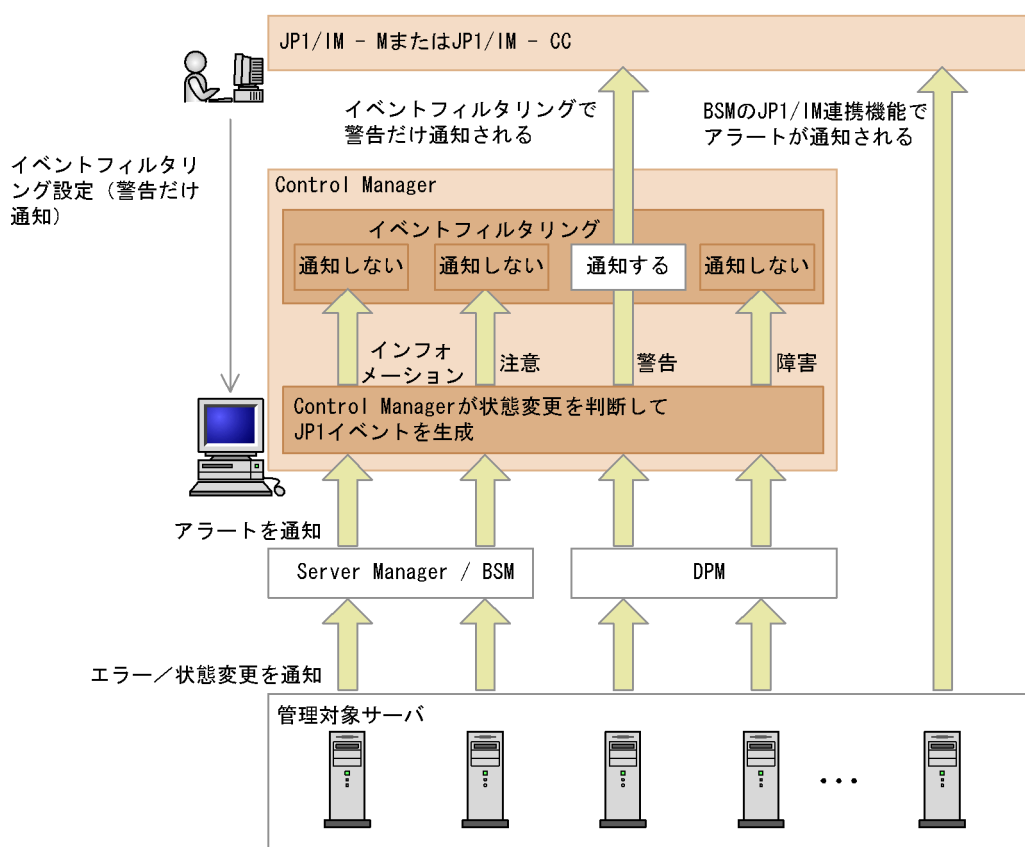 JP1/IM - MまたはJP1/IM - CC
イベントフィルタリングで
警告だけ通知される
BSMのJP1/IM連携機能で
アラートが通知される
イベントフィルタリ
ング設定（警告だけ
通知）
Control Manager
イベントフィルタリング
通知しない
通知しない
通知する
通知しない
インフォ
メーション
注意
警告
障害
Control Managerが状態変更を判断して
JP1イベントを生成
アラートを通知
Server Manager / BSM
DPM
エラー／状態変更を通知
管理対象サーバ
･･･